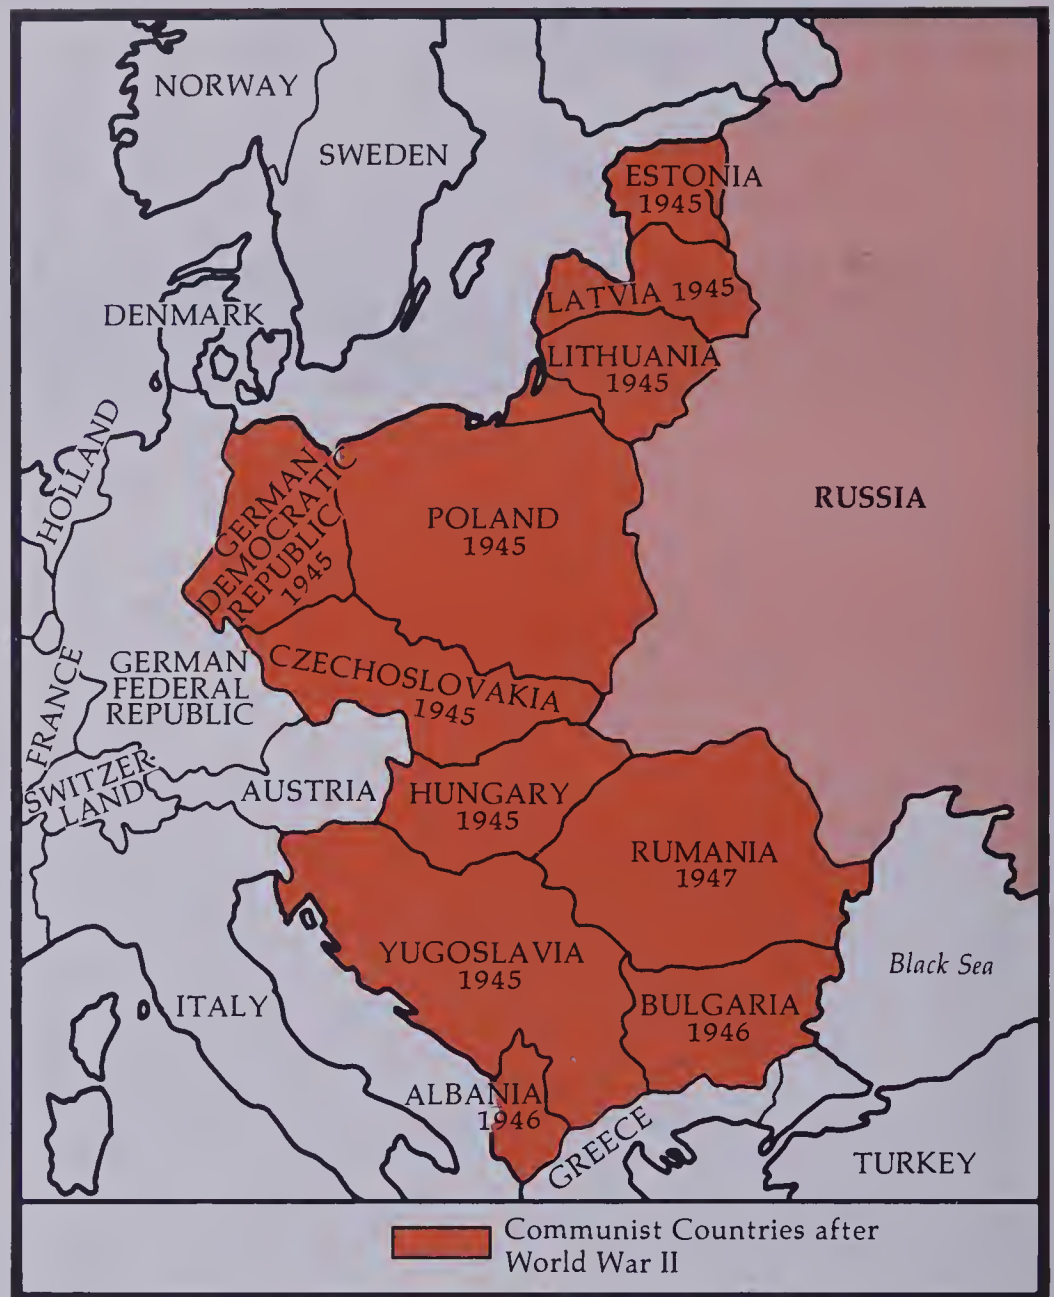 NORWAY
SWEDEN
ESTONIA
1945
LATVIA 1945
DENMARK
LITHUANIA
1945
HOLLAND
GERMAN
DEMOCRATIC
REPUBLIC
1945
POLAND
1945
RUSSIA
FRANCE
GERMAN
FEDERAL
REPUBLIC
CZECHOSLOVAKIA
1945
SWITZER-
LAND
AUSTRIA
HUNGARY
1945
RUMANIA
1947
YUGOSLAVIA
1945
Black Sea
ITALY
BULGARIA
1946
ALBANIA
1946
GREECE
TURKEY
Communist Countries after
World War II